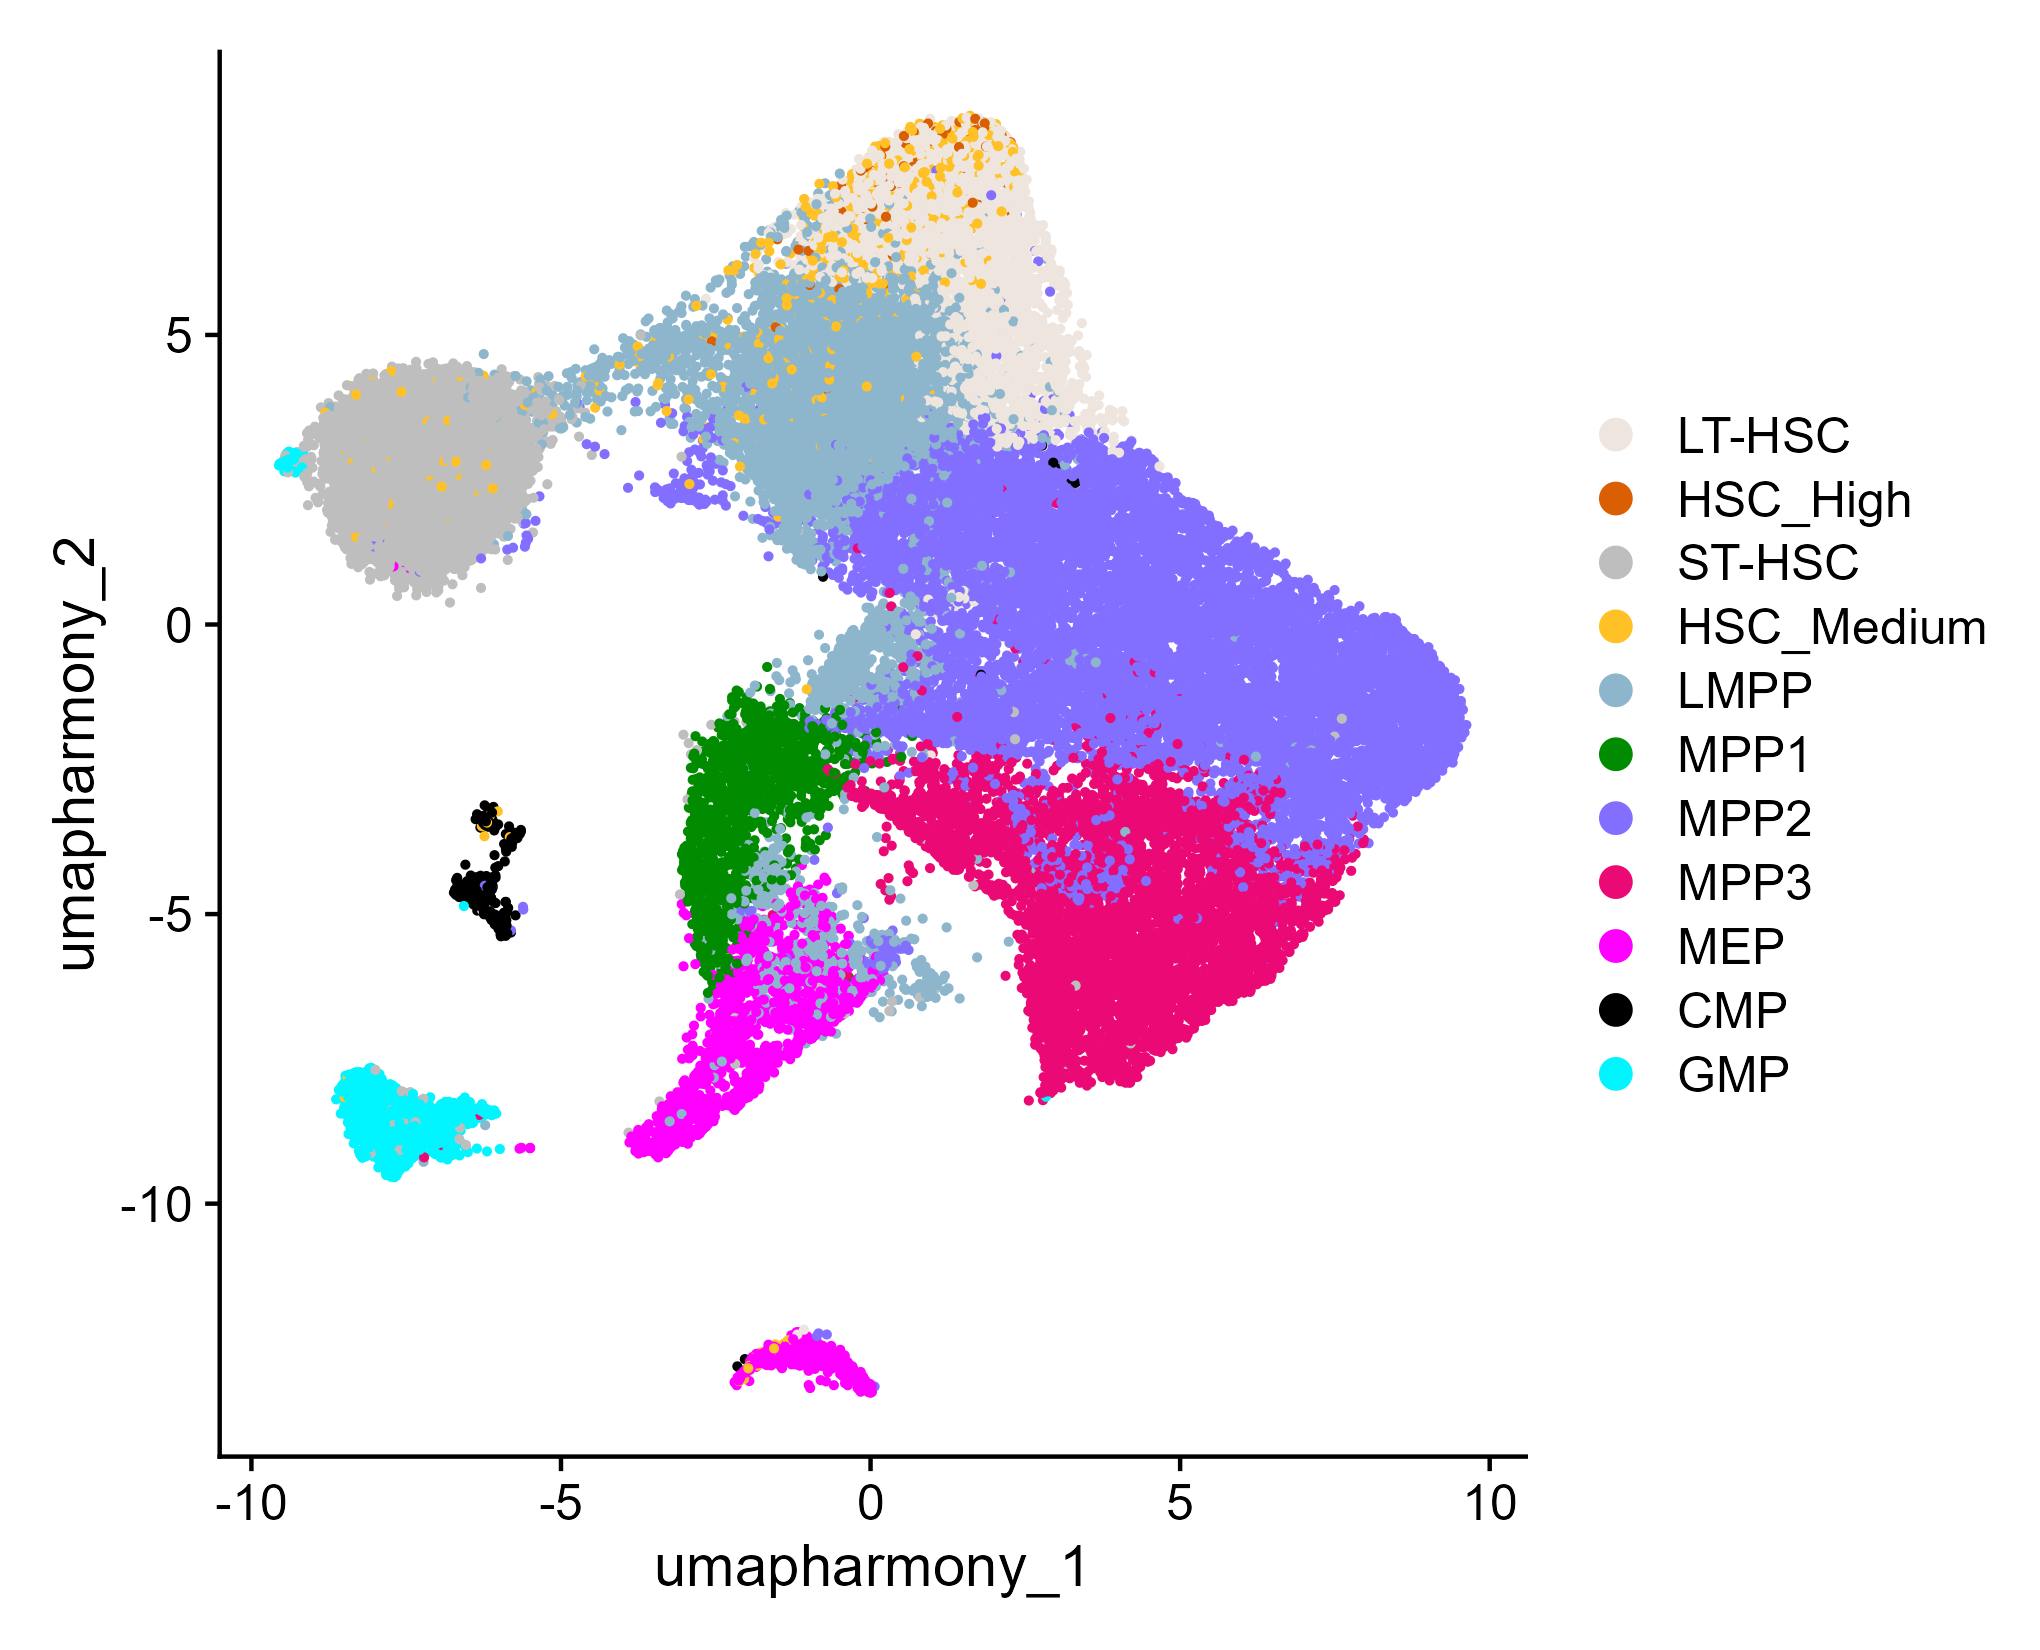 umapharmony_2
5
0
-5
-10
-10
-5
0
5
10
umapharmony_1
LT-HSC
HSC_High
ST-HSC
HSC_Medium
LMPP
MPP1
MPP2
MPP3
MEP
CMP
GMP